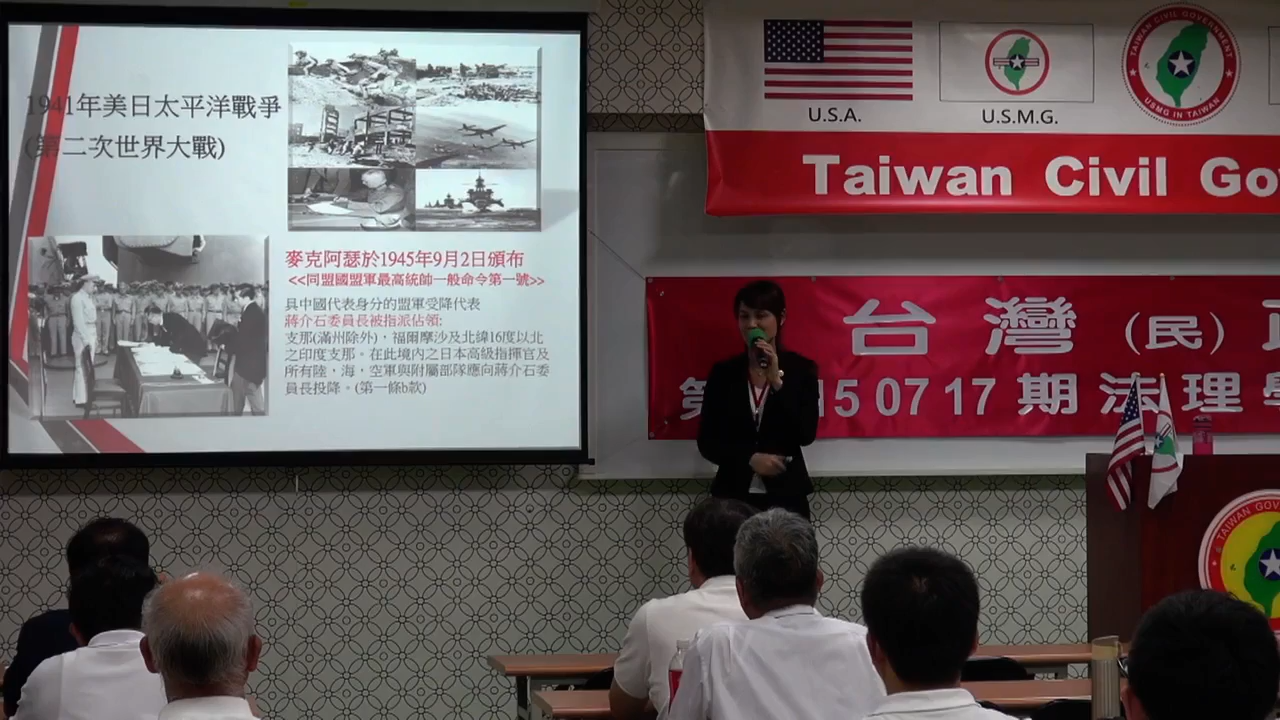 1941年美日太平洋戰爭
(第二次世界大戰)
麥克阿瑟於1945年9月2日頒布
<<同盟國盟軍最高統帥一般命令第一號>>
具中國代表身分的盟軍受降代表
蔣介石委員長被指派佔領:
支那(滿州除外)，福爾摩沙及北緯16度以北
之印度支那。在此境內之日本高級指揮官及
所有陸，海，空軍與附屬部隊應向蔣介石委
員長投降。(第一條b款)
U.S.A.
U.S.M.G.
TAIWAN CIVIL GOVERNMENT
USMG IN TAIWAN
Taiwan Civil Go
台灣(民)
第 15 07 17 期法理學
TAIWAN GOVERNMENT